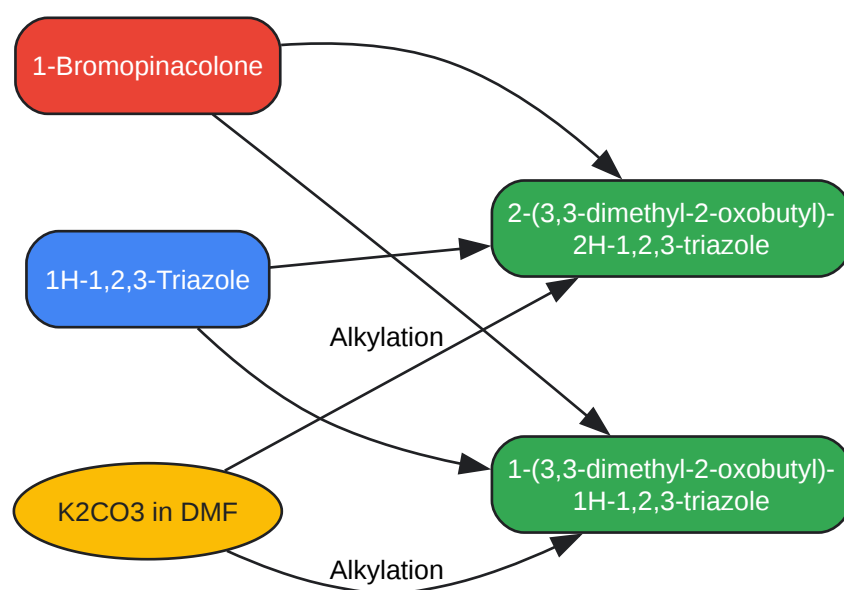 1-Bromopinacolone
2-(3,3-dimethyl-2-oxobutyl)-
2H-1,2,3-triazole
1H-1,2,3-Triazole
Alkylation
1-(3,3-dimethyl-2-oxobutyl)-
1H-1,2,3-triazole
K2CO3 in DMF
Alkylation